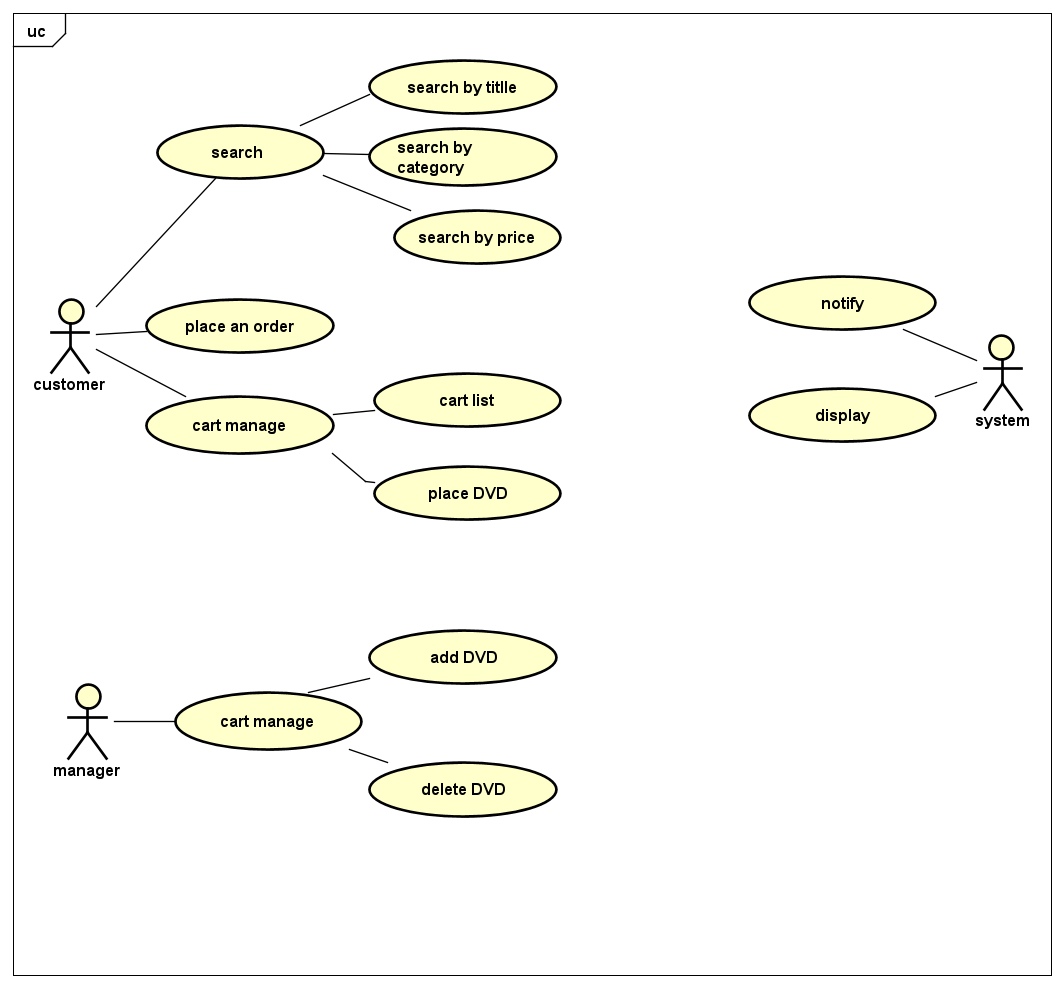 uc
search by titlle
search
search by
category
search by price
place an order
customer
cart manage
cart list
place DVD
notify
display
system
add DVD
manager
cart manage
delete DVD